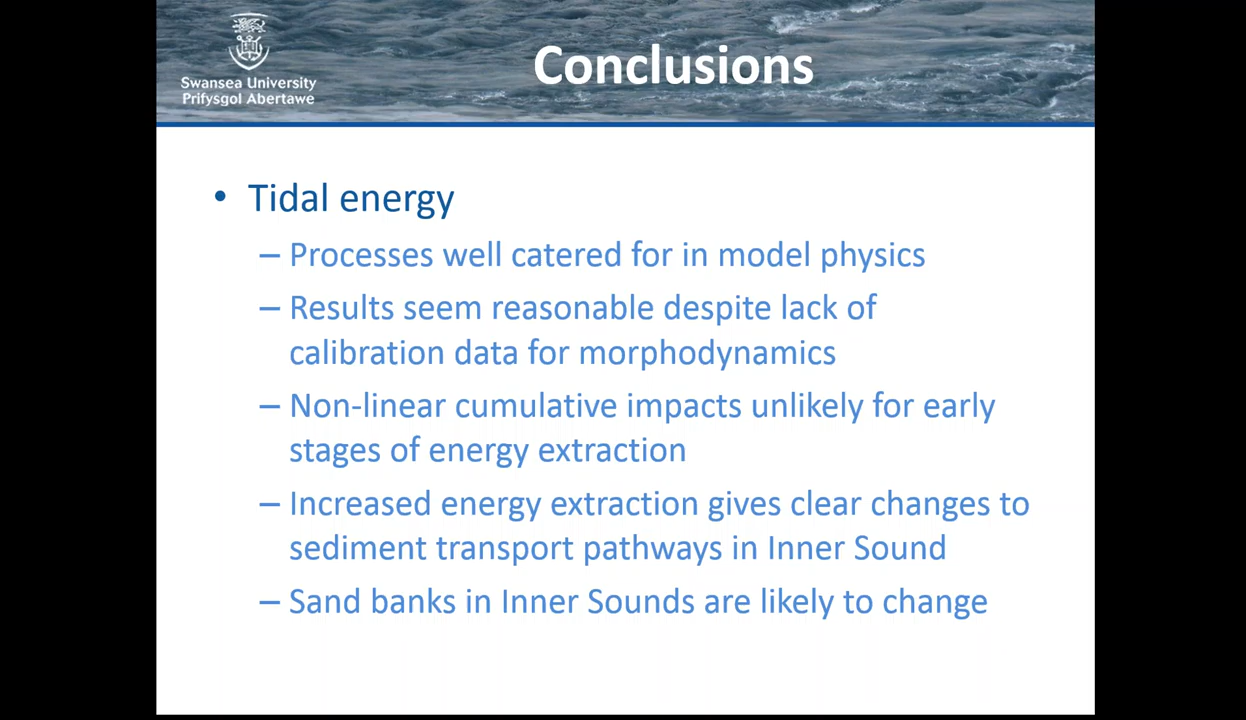 Swansea University
Prifysgol Abertawe
Conclusions
• Tidal energy
– Processes well catered for in model physics
– Results seem reasonable despite lack of
calibration data for morphodynamics
– Non-linear cumulative impacts unlikely for early
stages of energy extraction
– Increased energy extraction gives clear changes to
sediment transport pathways in Inner Sound
– Sand banks in Inner Sounds are likely to change